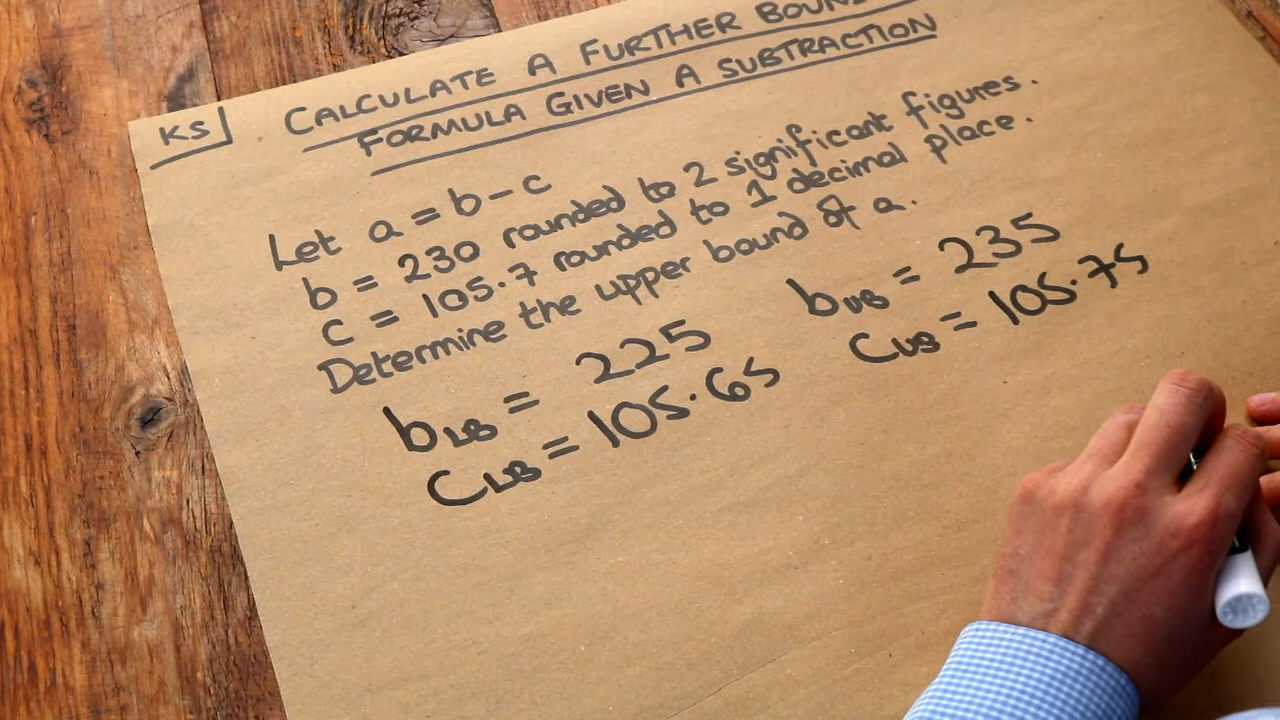 KS
CALCULATE A FURTHER
FORMULA GIVEN A SUBTRACTION
Let a = b - c
b = 230 rounded to 2 significant figures.
c = 105.7 rounded to 1 decimal place.
Determine the upper bound of a.
bLB = 225 bUB = 235
CLB = 105.65 CUB = 105.75